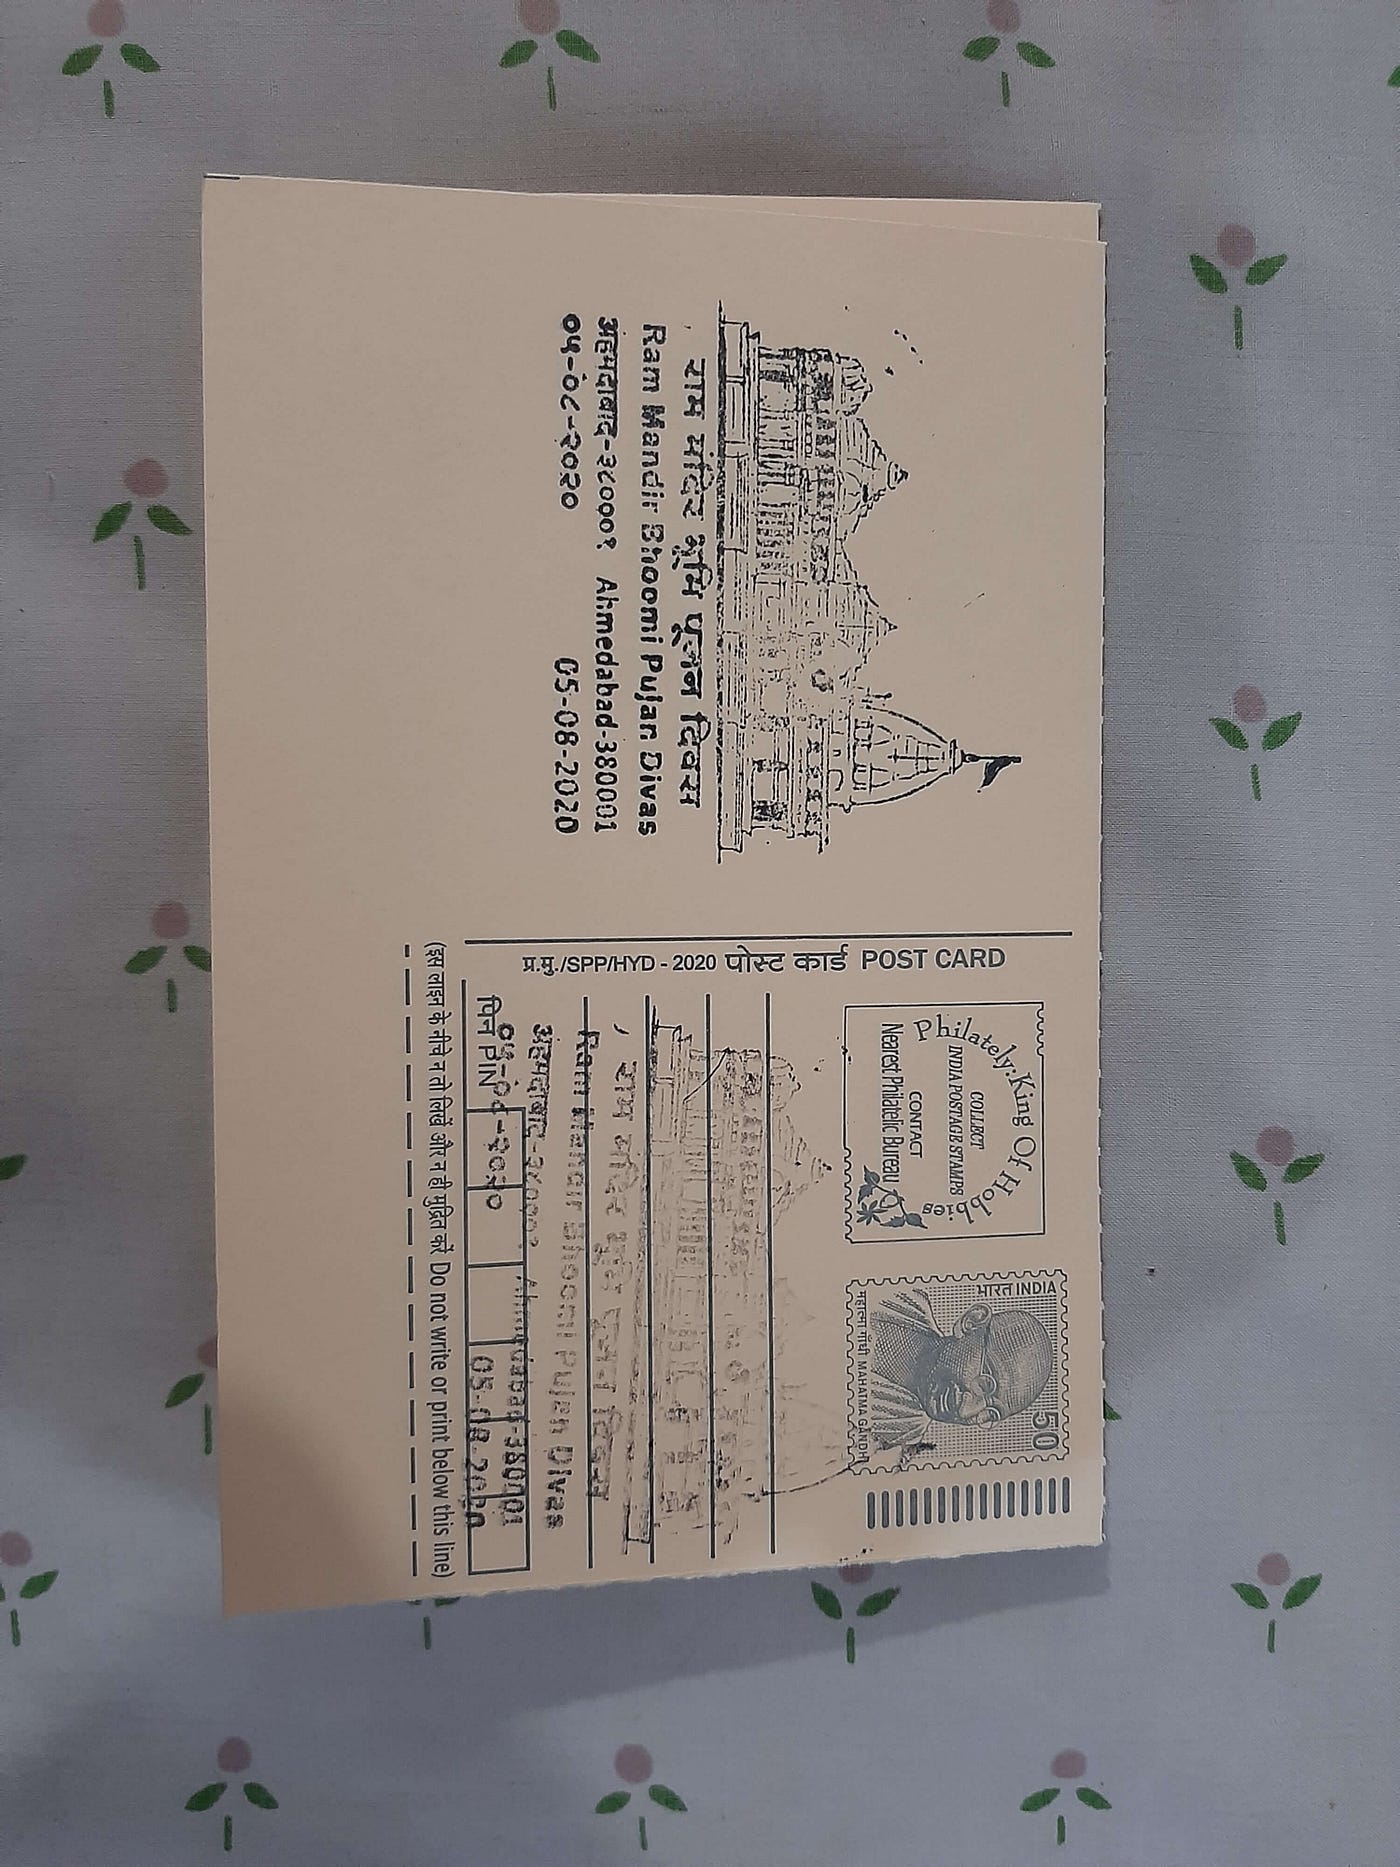 राम मंदिर भूमि पूजन दिवस
Ram Mandir Bhoomi Pujan Divas
अहमदाबाद-३८०००१ Ahmedabad-380001
०५-०८-२०२० 05-08-2020
प्र.मु./SPP/HYD - 2020 पोस्ट कार्ड POST CARD
Philately:King Of Hobbies
COLLECT
INDIA POSTAGE STAMPS
CONTACT
Nearest Philatelic Bureau
भारत INDIA
50
महात्मा गाँधी MAHATMA GANDHI
राम मंदिर भूमि पूजन दिवस
Ram Mandir Bhoomi Pujan Divas
अहमदाबाद-३८०००१ Ahmedabad-380001
०५-०८-२०२० 05-08-2020
पिन PIN
(इस लाइन के नीचे न तो लिखें और न ही मुद्रित करें Do not write or print below this line)